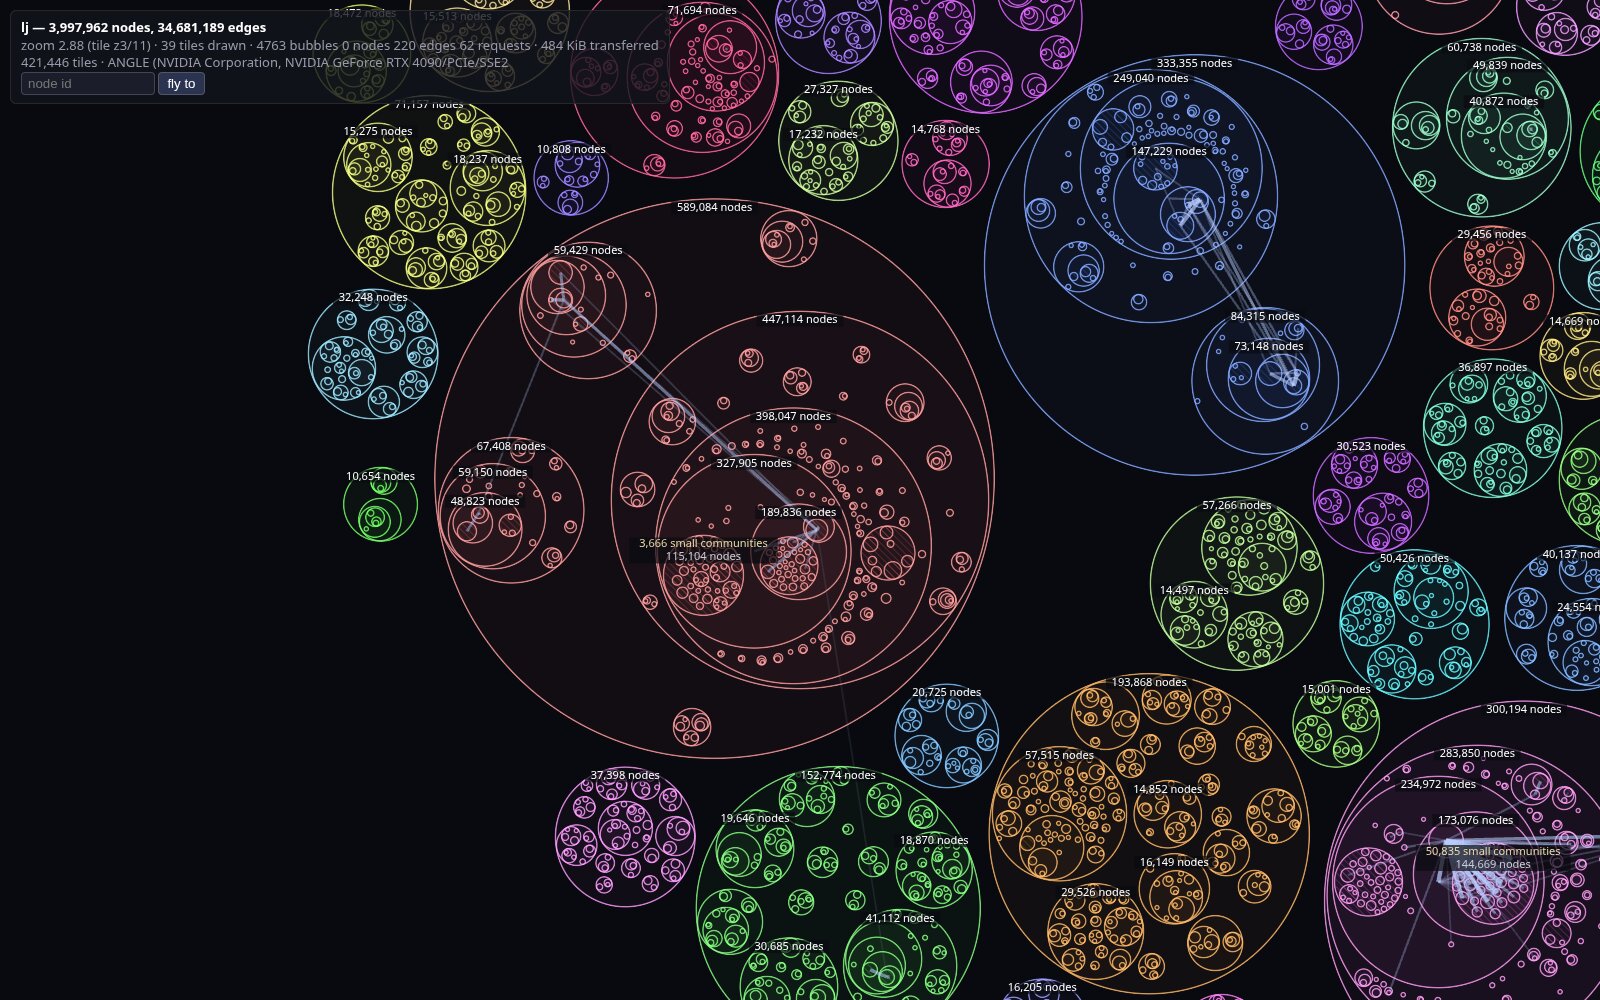 18,472 nodes
15,513 nodes
71,694 nodes
lj — 3,997,962 nodes, 34,681,189 edges
zoom 2.88 (tile z3/11) · 39 tiles drawn · 4763 bubbles 0 nodes 220 edges 62 requests · 484 KiB transferred
421,446 tiles · ANGLE (NVIDIA Corporation, NVIDIA GeForce RTX 4090/PCIe/SSE2
node id
fly to
60,738 nodes
333,355 nodes
49,839 nodes
249,040 nodes
27,327 nodes
40,872 nodes
71,157 nodes
15,275 nodes
14,768 nodes
17,232 nodes
10,808 nodes
147,229 nodes
18,237 nodes
589,084 nodes
29,456 nodes
59,429 nodes
32,248 nodes
84,315 nodes
447,114 nodes
14,669 no
73,148 nodes
36,897 nodes
398,047 nodes
67,408 nodes
30,523 nodes
327,905 nodes
59,150 nodes
10,654 nodes
48,823 nodes
57,266 nodes
189,836 nodes
3,666 small communities
115,104 nodes
40,137 nod
50,426 nodes
14,497 nodes
24,554 n
193,868 nodes
15,001 nodes
20,725 nodes
300,194 nodes
57,515 nodes
283,850 nodes
37,398 nodes
152,774 nodes
234,972 nodes
14,852 nodes
19,646 nodes
173,076 nodes
18,870 nodes
50,835 small communities
16,149 nodes
144,669 nodes
29,526 nodes
41,112 nodes
30,685 nodes
16,205 nodes